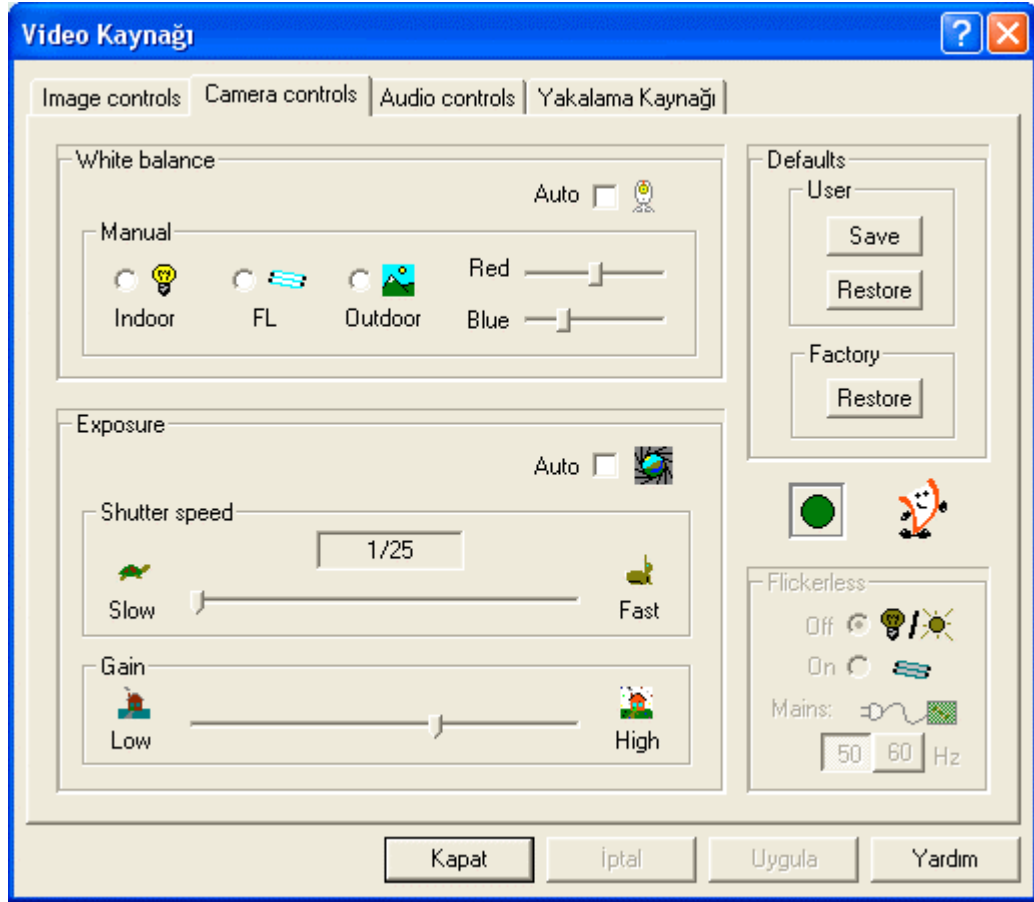 Video Kaynağı
Image controls
Camera controls
Audio controls
Yakalama Kaynağı
White balance
Auto
Manual
Indoor
FL
Outdoor
Red
Blue
Exposure
Auto
Shutter speed
1/25
Slow
Fast
Gain
Low
High
Defaults
User
Save
Restore
Factory
Restore
Flickerless
Off
On
Mains:
50 60 Hz
Kapat
İptal
Uygula
Yardım